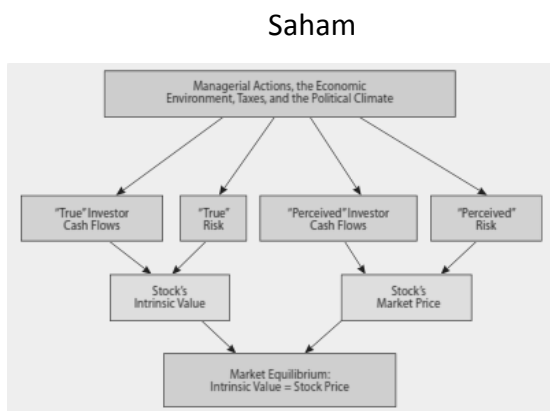 Saham
Managerial Actions, the Economic
Environment, Taxes, and the Political Climate
"True" Investor
Cash Flows
"True"
Risk
"Perceived" Investor
Cash Flows
"Perceived"
Risk
Stock's
Intrinsic Value
Stock's
Market Price
Market Equilibrium:
Intrinsic Value = Stock Price